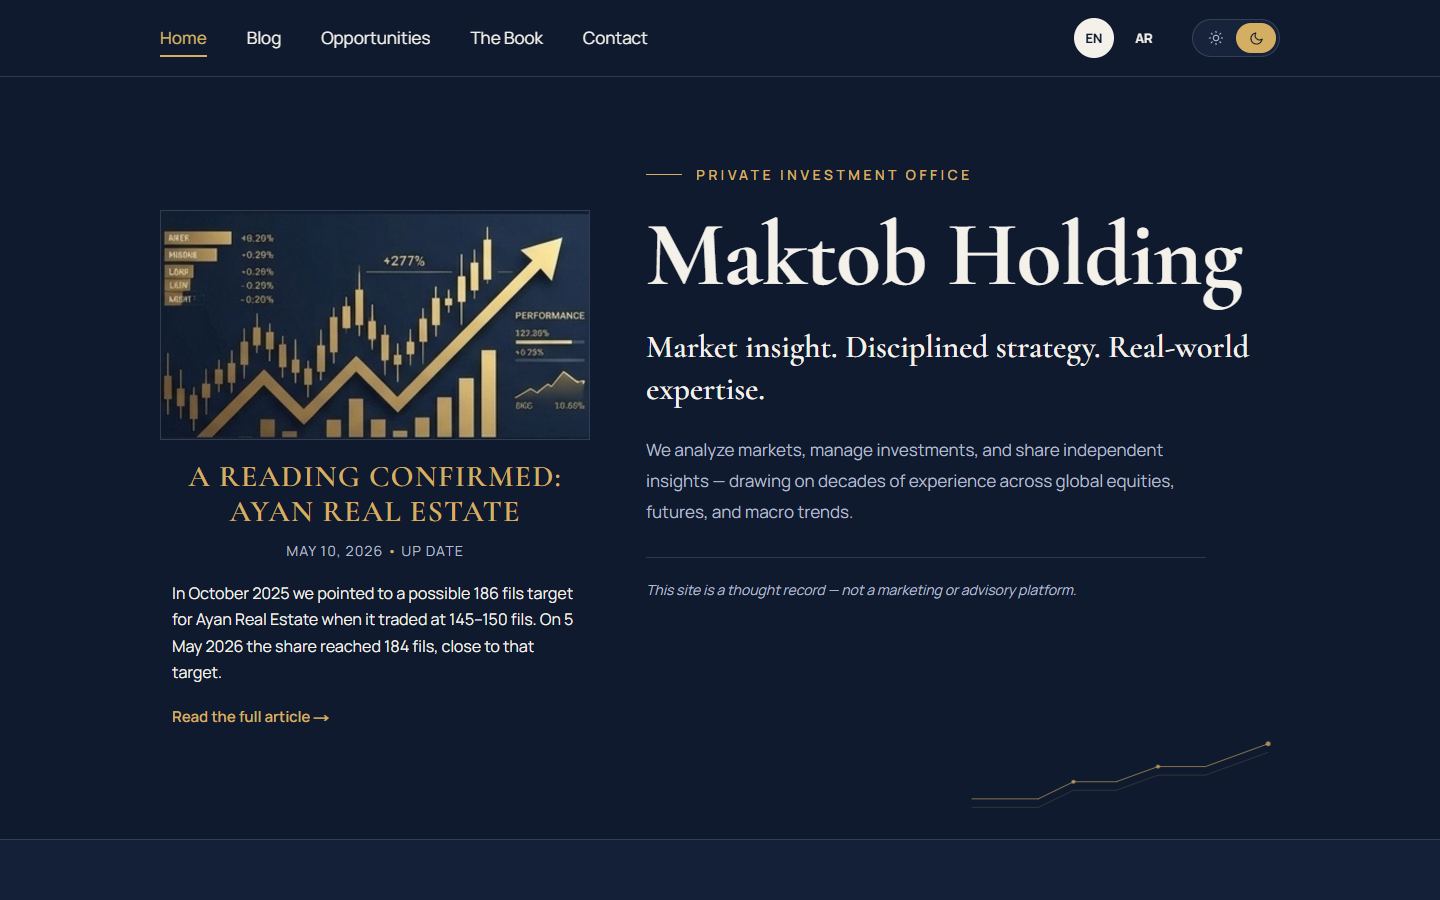 Home
Blog
Opportunities
The Book
Contact
EN
AR
+0.29%
+277%
PERFORMANCE
10.60%
A READING CONFIRMED:
AYAN REAL ESTATE
MAY 10, 2026 • UP DATE
In October 2025 we pointed to a possible 186 fils target
for Ayan Real Estate when it traded at 145–150 fils. On 5
May 2026 the share reached 184 fils, close to that
target.
Read the full article →
PRIVATE INVESTMENT OFFICE
Maktob Holding
Market insight. Disciplined strategy. Real-world
expertise.
We analyze markets, manage investments, and share independent
insights — drawing on decades of experience across global equities,
futures, and macro trends.
This site is a thought record — not a marketing or advisory platform.